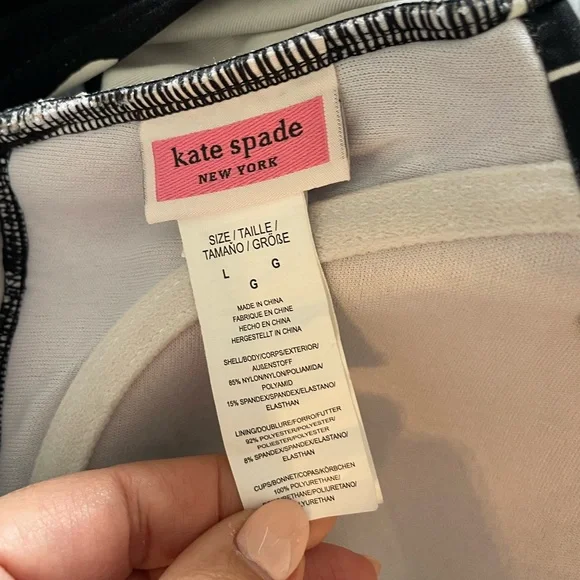 kate spade
NEW YORK
SIZE / TAILLE /
TAMAÑO / GRÖßE
L G
G
MADE IN CHINA
FABRIQUE EN CHINE
HECHO EN CHINA
HERGESTELLT IN CHINA
SHELL/BODY/CORPS/EXTERIOR/
AUßENSTOFF
85% NYLON/NYLON/POLIAMIDA/
POLYAMID
15% SPANDEX/SPANDEX/ELASTANO/
ELASTHAN
LINING/DOUBLURE/FORRO/FUTTER
92% POLYESTER/POLYESTER/
POLIESTER/POLYESTER
8% SPANDEX/SPANDEX/ELASTANO/
ELASTHAN
CUPS/BONNET/COPAS/KÖRBCHEN
100% POLYURETHANE/
POLIURETANO/